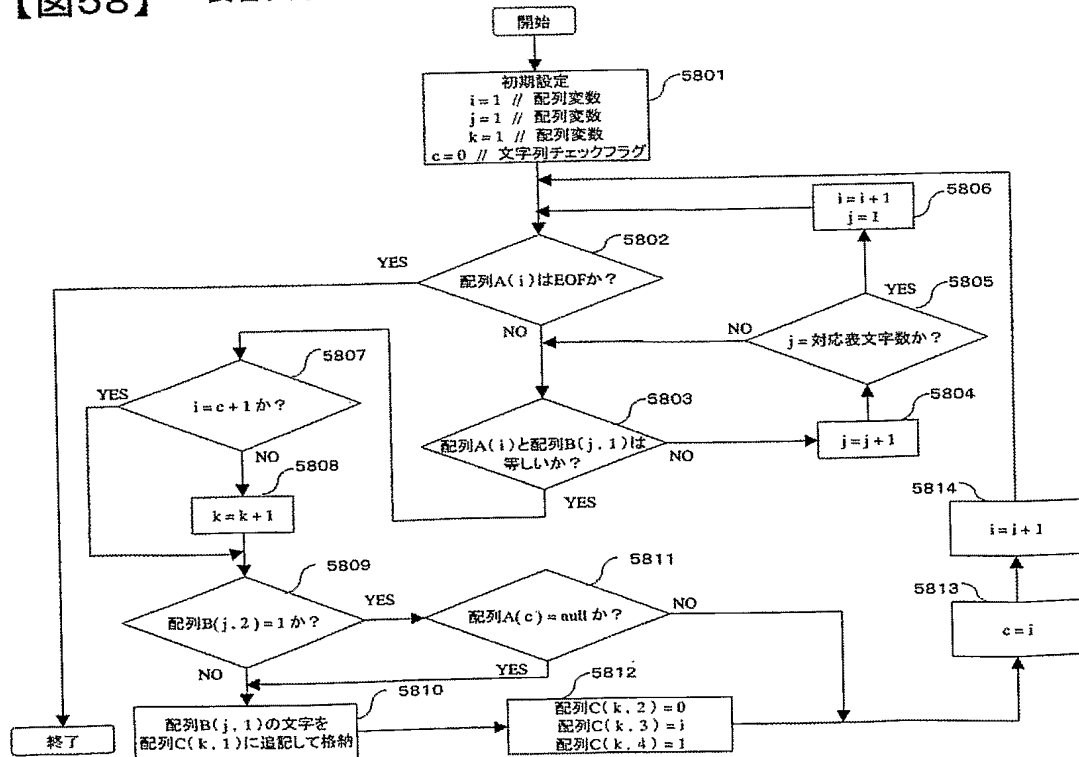 【図58】
開始
5801
初期設定
i=1 // 配列変数
j=1 // 配列変数
k=1 // 配列変数
c=0 // 文字列チェックフラグ
5806
i=i+1
j=1
5802
YES
配列A(i)はEOFか?
NO
5805
YES
NO
j=対応表文字数か?
5807
YES
i=c+1か?
NO
5803
配列A(i)と配列B(j,1)は
等しいか?
NO
YES
5804
j=j+1
5808
k=k+1
5814
i=j+1
5809
配列B(j,2)=1か?
YES
NO
5811
配列A(c)=nullか?
NO
YES
5813
c=i
5810
配列B(j,1)の文字を
配列C(k,1)に追記して格納
5812
配列C(k,2)=0
配列C(k,3)=i
配列C(k,4)=1
終了